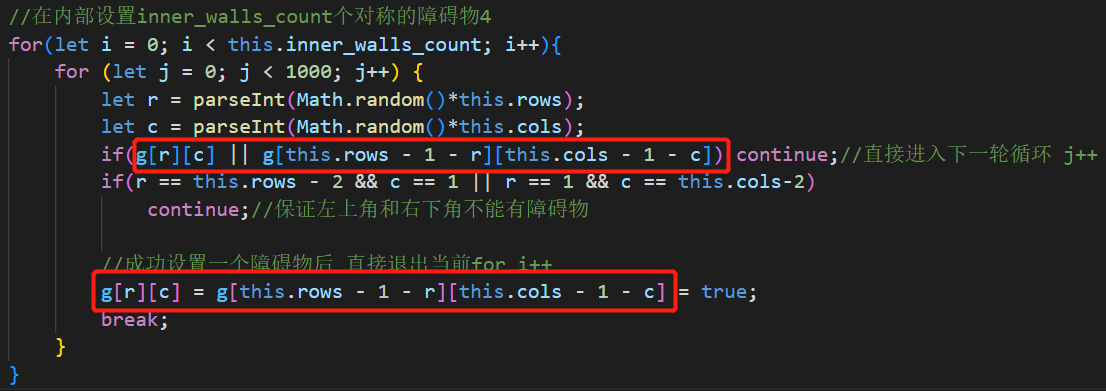 //在内部设置inner_walls_count个对称的障碍物4
for(let i = 0; i < this.inner_walls_count; i++){
    for (let j = 0; j < 1000; j++) {
        let r = parseInt(Math.random()*this.rows);
        let c = parseInt(Math.random()*this.cols);
        if(g[r][c] || g[this.rows - 1 - r][this.cols - 1 - c]) continue;//直接进入下一轮循环 j++
        if(r == this.rows - 2 && c == 1 || r == 1 && c == this.cols-2)
            continue;//保证左上角和右下角不能有障碍物
        //成功设置一个障碍物后 直接退出当前for i++
        g[r][c] = g[this.rows - 1 - r][this.cols - 1 - c] = true;
        break;
    }
}